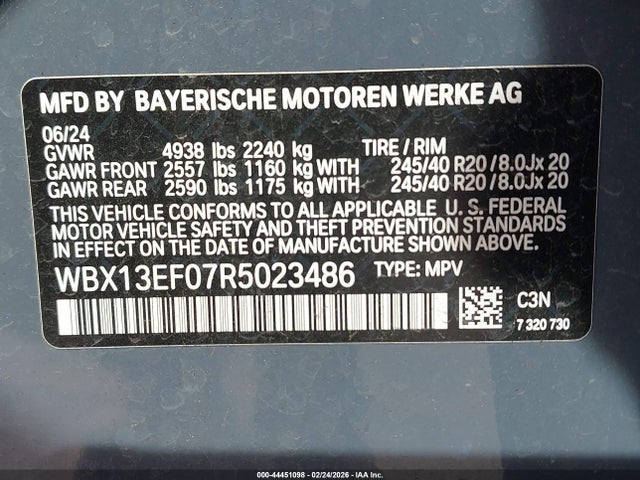 MFD BY BAYERISCHE MOTOREN WERKE AG
06/24
GVWR 4938 lbs 2240 kg TIRE / RIM
GAWR FRONT 2557 lbs 1160 kg WITH 245/40 R20 / 8.0Jx 20
GAWR REAR 2590 lbs 1175 kg WITH 245/40 R20 / 8.0Jx 20
THIS VEHICLE CONFORMS TO ALL APPLICABLE U. S. FEDERAL
MOTOR VEHICLE SAFETY AND THEFT PREVENTION STANDARDS
IN EFFECT ON THE DATE OF MANUFACTURE SHOWN ABOVE.
WBX13EF07R5023486 TYPE: MPV
C3N
7 320 730
000-44451098 - 02/24/2026 - IAA Inc.